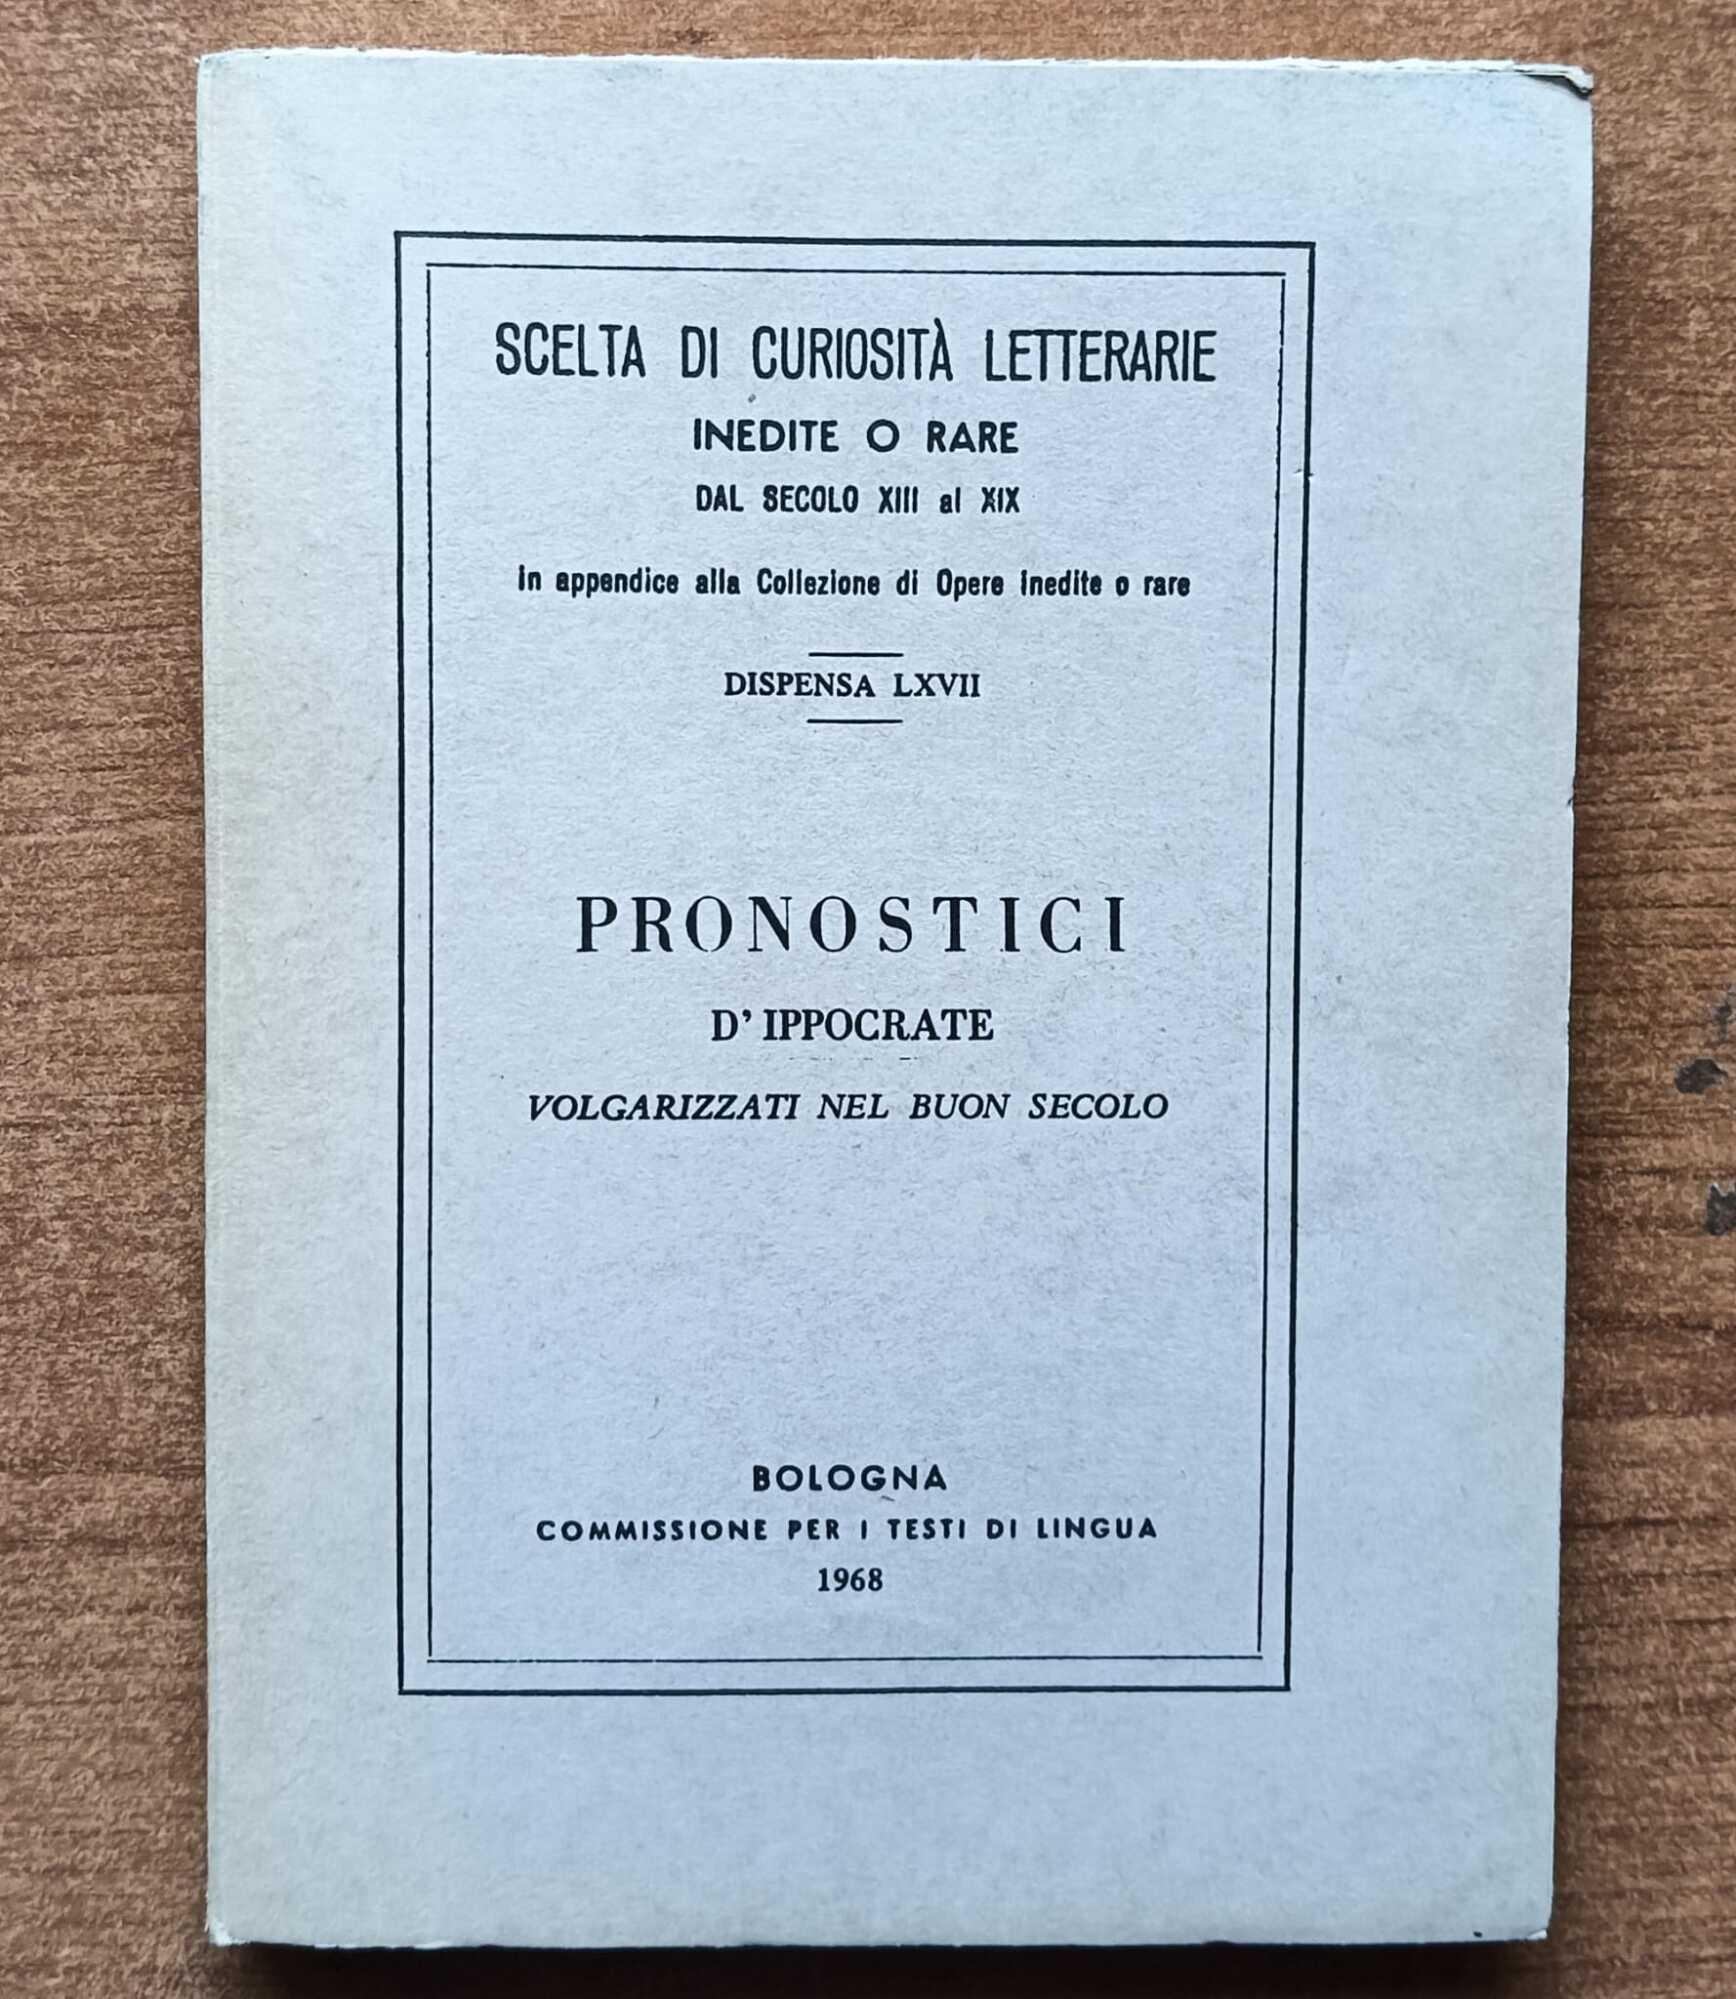 SCELTA DI CURIOSITÀ LETTERARIE
INEDITE O RARE
DAL SECOLO XIII al XIX
In appendice alla Collezione di Opere inedite o rare
DISPENSA LXVII
PRONOSTICI
D' IPPOCRATE
VOLGARIZZATI NEL BUON SECOLO
BOLOGNA
COMMISSIONE PER I TESTI DI LINGUA
1968